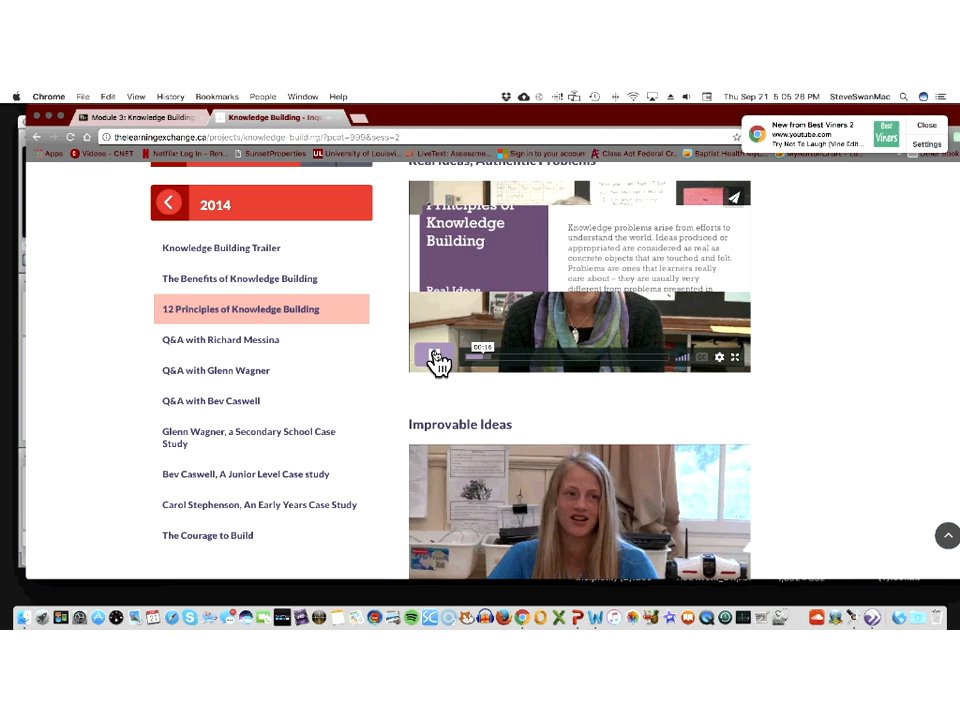 Chrome File Edit View History Bookmarks People Window Help
Thu Sep 21 5:05:26 PM SteveSwanMac
Module 3: Knowledge Building
Knowledge Building - Inqu
thelearningexchange.ca/projects/knowledge-building/?pcat=999&sess=2
New from Best Viners 2
www.youtube.com
Try Not To Laugh (Vine Edit...
Best
Viners
Close
Settings
Apps
Videos - CNET
Netflix: Log In - Ren...
SunsetProperties
University of Louisvi...
LiveText: Assessme...
Sign in to your account
Class Act Federal Cr...
Real Ideas, Authentic Problems
2014
Knowledge Building Trailer
The Benefits of Knowledge Building
12 Principles of Knowledge Building
Q&A with Richard Messina
Q&A with Glenn Wagner
Q&A with Bev Caswell
Glenn Wagner, a Secondary School Case
Study
Bev Caswell, A Junior Level Case study
Carol Stephenson, An Early Years Case Study
The Courage to Build
Principles of
Knowledge
Building
Real Ideas
Knowledge problems arise from efforts to
understand the world. Ideas produced or
appropriated are considered as real as
concrete objects that are touched and felt.
Problems are ones that learners really
care about – they are usually very
different from problems presented in
00:16
Improvable Ideas